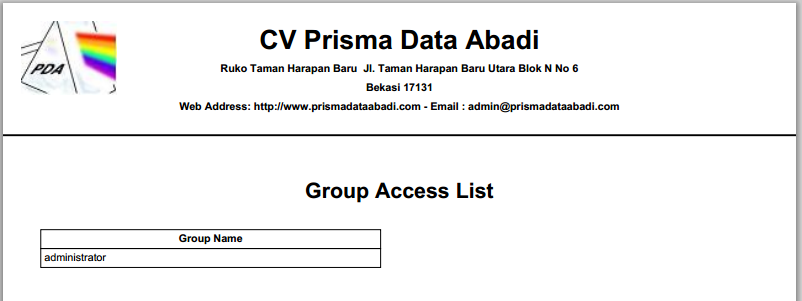 PDA
CV Prisma Data Abadi
Ruko Taman Harapan Baru  Jl. Taman Harapan Baru Utara Blok N No 6
Bekasi 17131
Web Address: http://www.prismadataabadi.com - Email : admin@prismadataabadi.com
Group Access List
Group Name
administrator